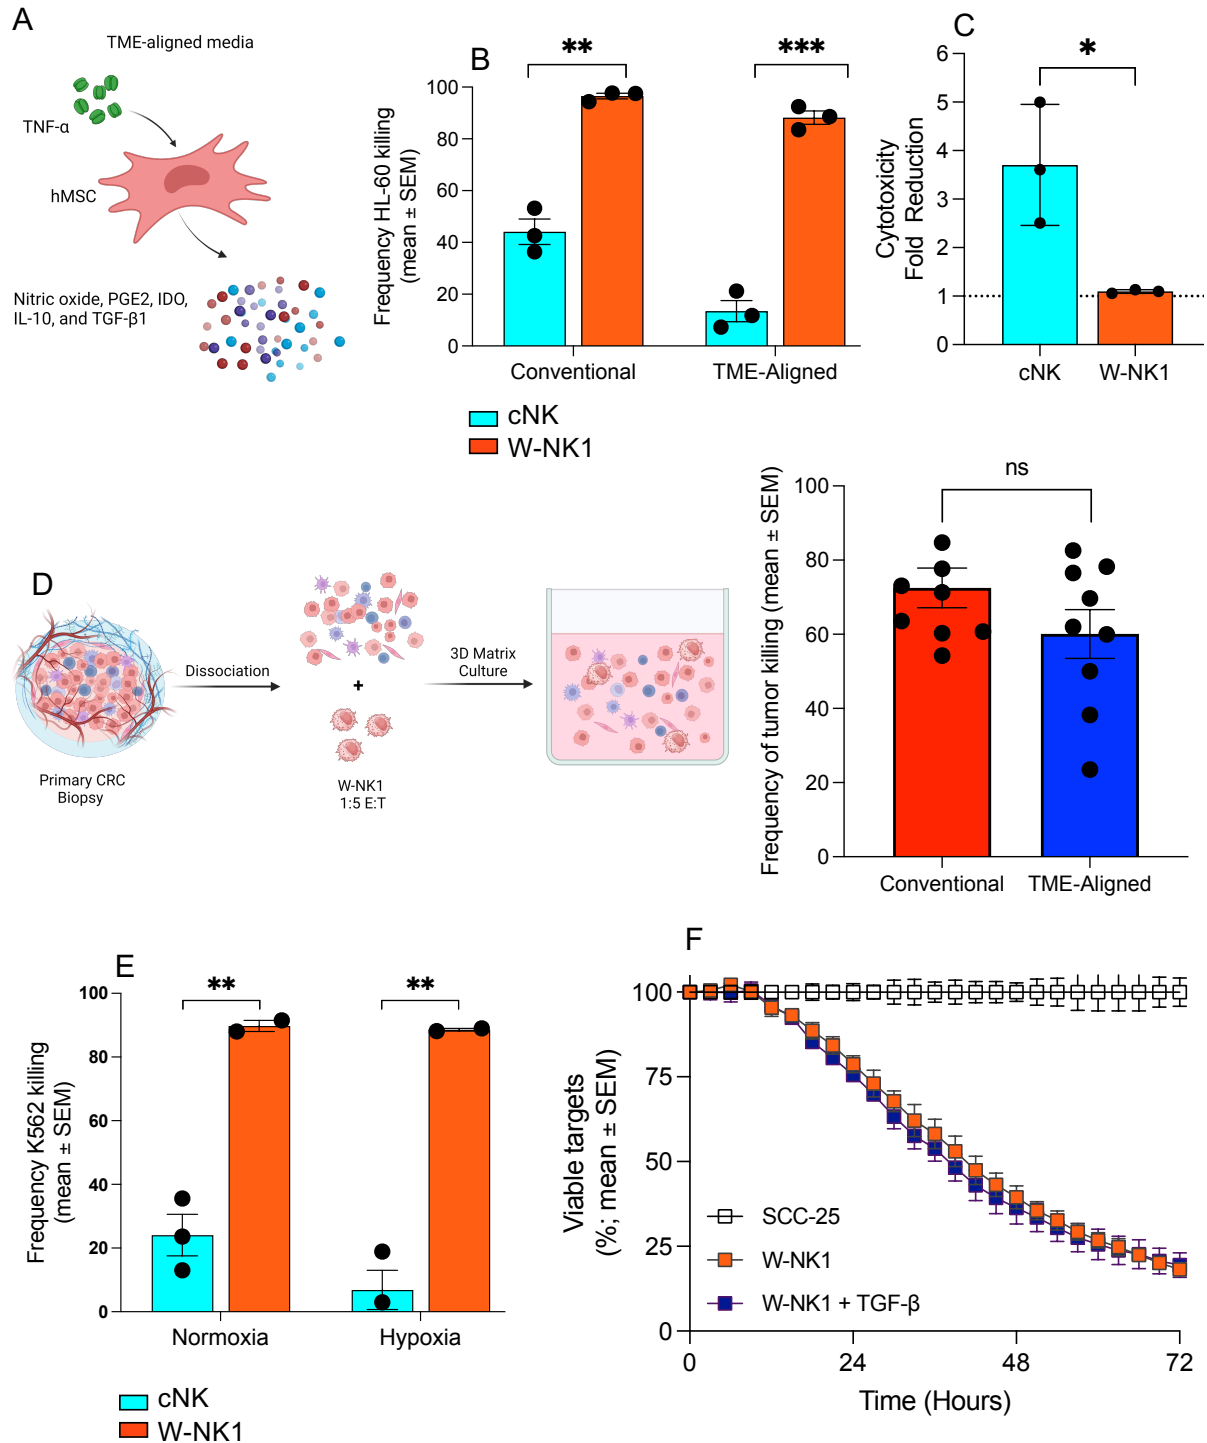 A
TME-aligned media
TNF-α
hMSC
Nitric oxide, PGE2, IDO,
IL-10, and TGF-β1
B
Frequency HL-60 killing
(mean ± SEM)
100
80
60
40
20
0
**
***
Conventional
TME-Aligned
cNK
W-NK1
C
Cytotoxicity
Fold Reduction
6
5
4
3
2
1
0
*
cNK
W-NK1
D
Primary CRC
Biopsy
Dissociation
+
W-NK1
1:5 E:T
3D Matrix
Culture
Frequency of tumor killing (mean ± SEM)
100
80
60
40
20
0
ns
Conventional
TME-Aligned
E
Frequency K562 killing
(mean ± SEM)
100
80
60
40
20
0
**
**
Normoxia
Hypoxia
cNK
W-NK1
F
Viable targets
(%; mean ± SEM)
100
75
50
25
0
SCC-25
W-NK1
W-NK1 + TGF-β
0
24
48
72
Time (Hours)